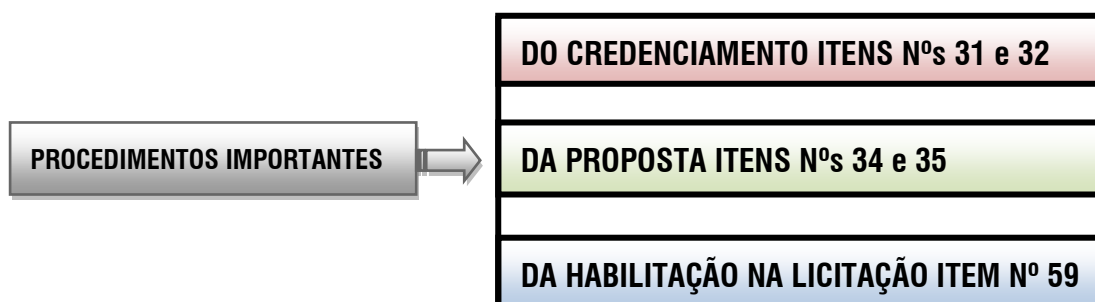 PROCEDIMENTOS IMPORTANTES
DO CREDENCIAMENTO ITENS Nºs 31 e 32
DA PROPOSTA ITENS Nºs 34 e 35
DA HABILITAÇÃO NA LICITAÇÃO ITEM Nº 59